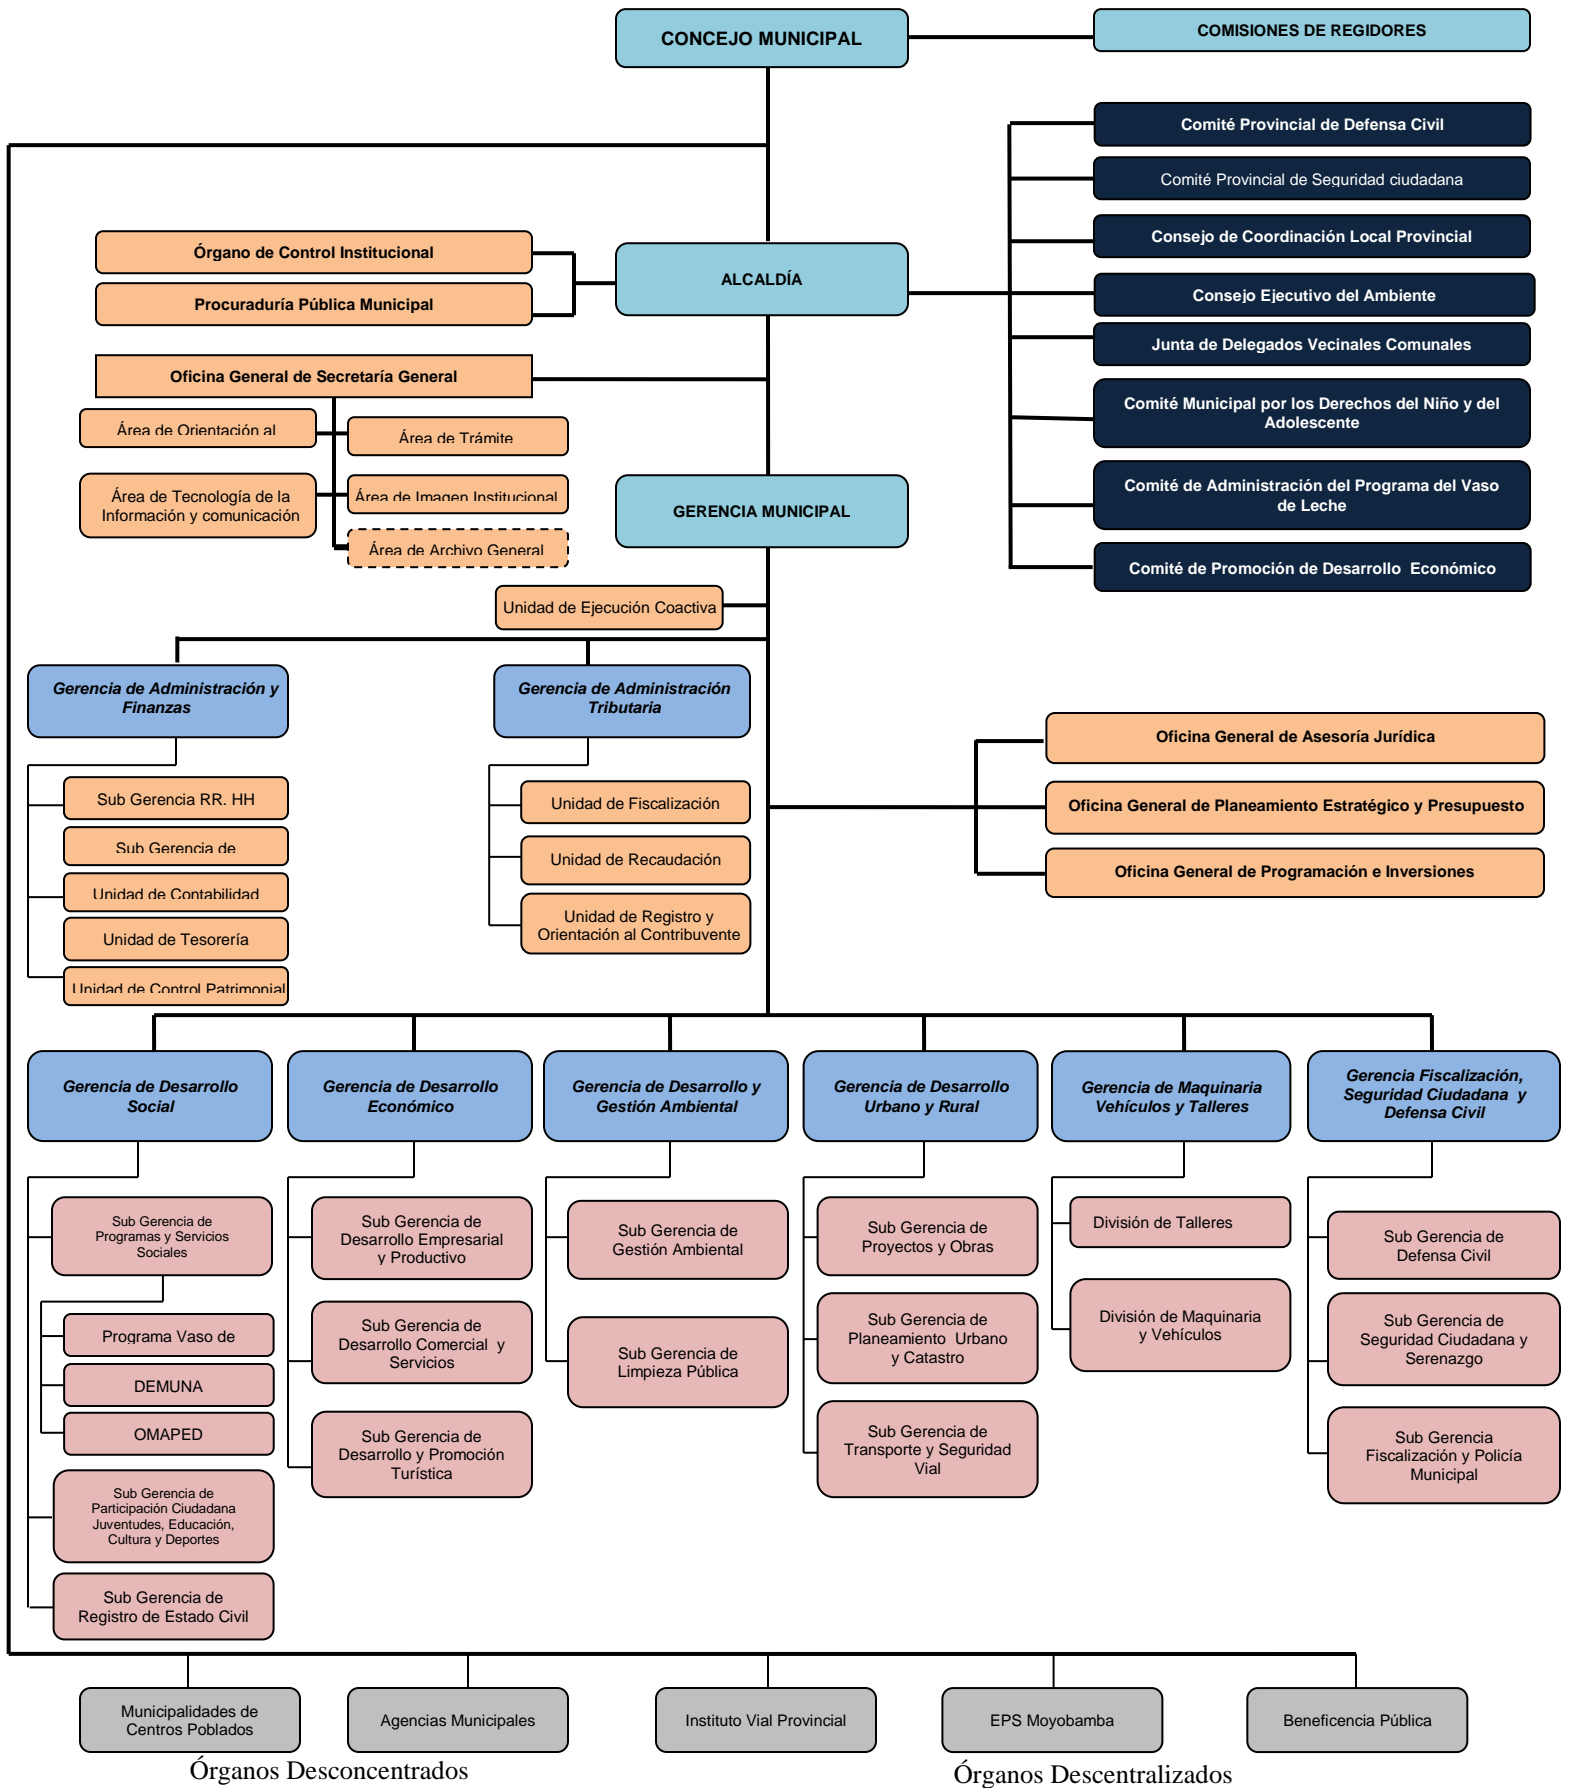 CONCEJO MUNICIPAL
COMISIONES DE REGIDORES
Comité Provincial de Defensa Civil
Comité Provincial de Seguridad ciudadana
Consejo de Coordinación Local Provincial
Consejo Ejecutivo del Ambiente
Junta de Delegados Vecinales Comunales
Comité Municipal por los Derechos del Niño y del
Adolescente
Comité de Administración del Programa del Vaso
de Leche
Comité de Promoción de Desarrollo Económico
Órgano de Control Institucional
Procuraduría Pública Municipal
ALCALDÍA
Oficina General de Secretaría General
Área de Orientación al
Área de Trámite
Área de Tecnología de la
Información y comunicación
Área de Imagen Institucional
Área de Archivo General
GERENCIA MUNICIPAL
Unidad de Ejecución Coactiva
Gerencia de Administración y
Finanzas
Sub Gerencia RR. HH
Sub Gerencia de
Unidad de Contabilidad
Unidad de Tesorería
Unidad de Control Patrimonial
Gerencia de Administración
Tributaria
Unidad de Fiscalización
Unidad de Recaudación
Unidad de Registro y
Orientación al Contribuyente
Oficina General de Asesoría Jurídica
Oficina General de Planeamiento Estratégico y Presupuesto
Oficina General de Programación e Inversiones
Gerencia de Desarrollo
Social
Sub Gerencia de
Programas y Servicios
Sociales
Programa Vaso de
DEMUNA
OMAPED
Sub Gerencia de
Participación Ciudadana
Juventudes, Educación,
Cultura y Deportes
Sub Gerencia de
Registro de Estado Civil
Gerencia de Desarrollo
Económico
Sub Gerencia de
Desarrollo Empresarial
y Productivo
Sub Gerencia de
Desarrollo Comercial y
Servicios
Sub Gerencia de
Desarrollo y Promoción
Turística
Gerencia de Desarrollo y
Gestión Ambiental
Sub Gerencia de
Gestión Ambiental
Sub Gerencia de
Limpieza Pública
Gerencia de Desarrollo
Urbano y Rural
Sub Gerencia de
Proyectos y Obras
Sub Gerencia de
Planeamiento Urbano
y Catastro
Sub Gerencia de
Transporte y Seguridad
Vial
Gerencia de Maquinaria
Vehículos y Talleres
División de Talleres
División de Maquinaria
y Vehículos
Gerencia Fiscalización,
Seguridad Ciudadana y
Defensa Civil
Sub Gerencia de
Defensa Civil
Sub Gerencia de
Seguridad Ciudadana y
Serenazgo
Sub Gerencia
Fiscalización y Policía
Municipal
Municipalidades de
Centros Poblados
Agencias Municipales
Instituto Vial Provincial
EPS Moyobamba
Beneficencia Pública
Órganos Desconcentrados
Órganos Descentralizados